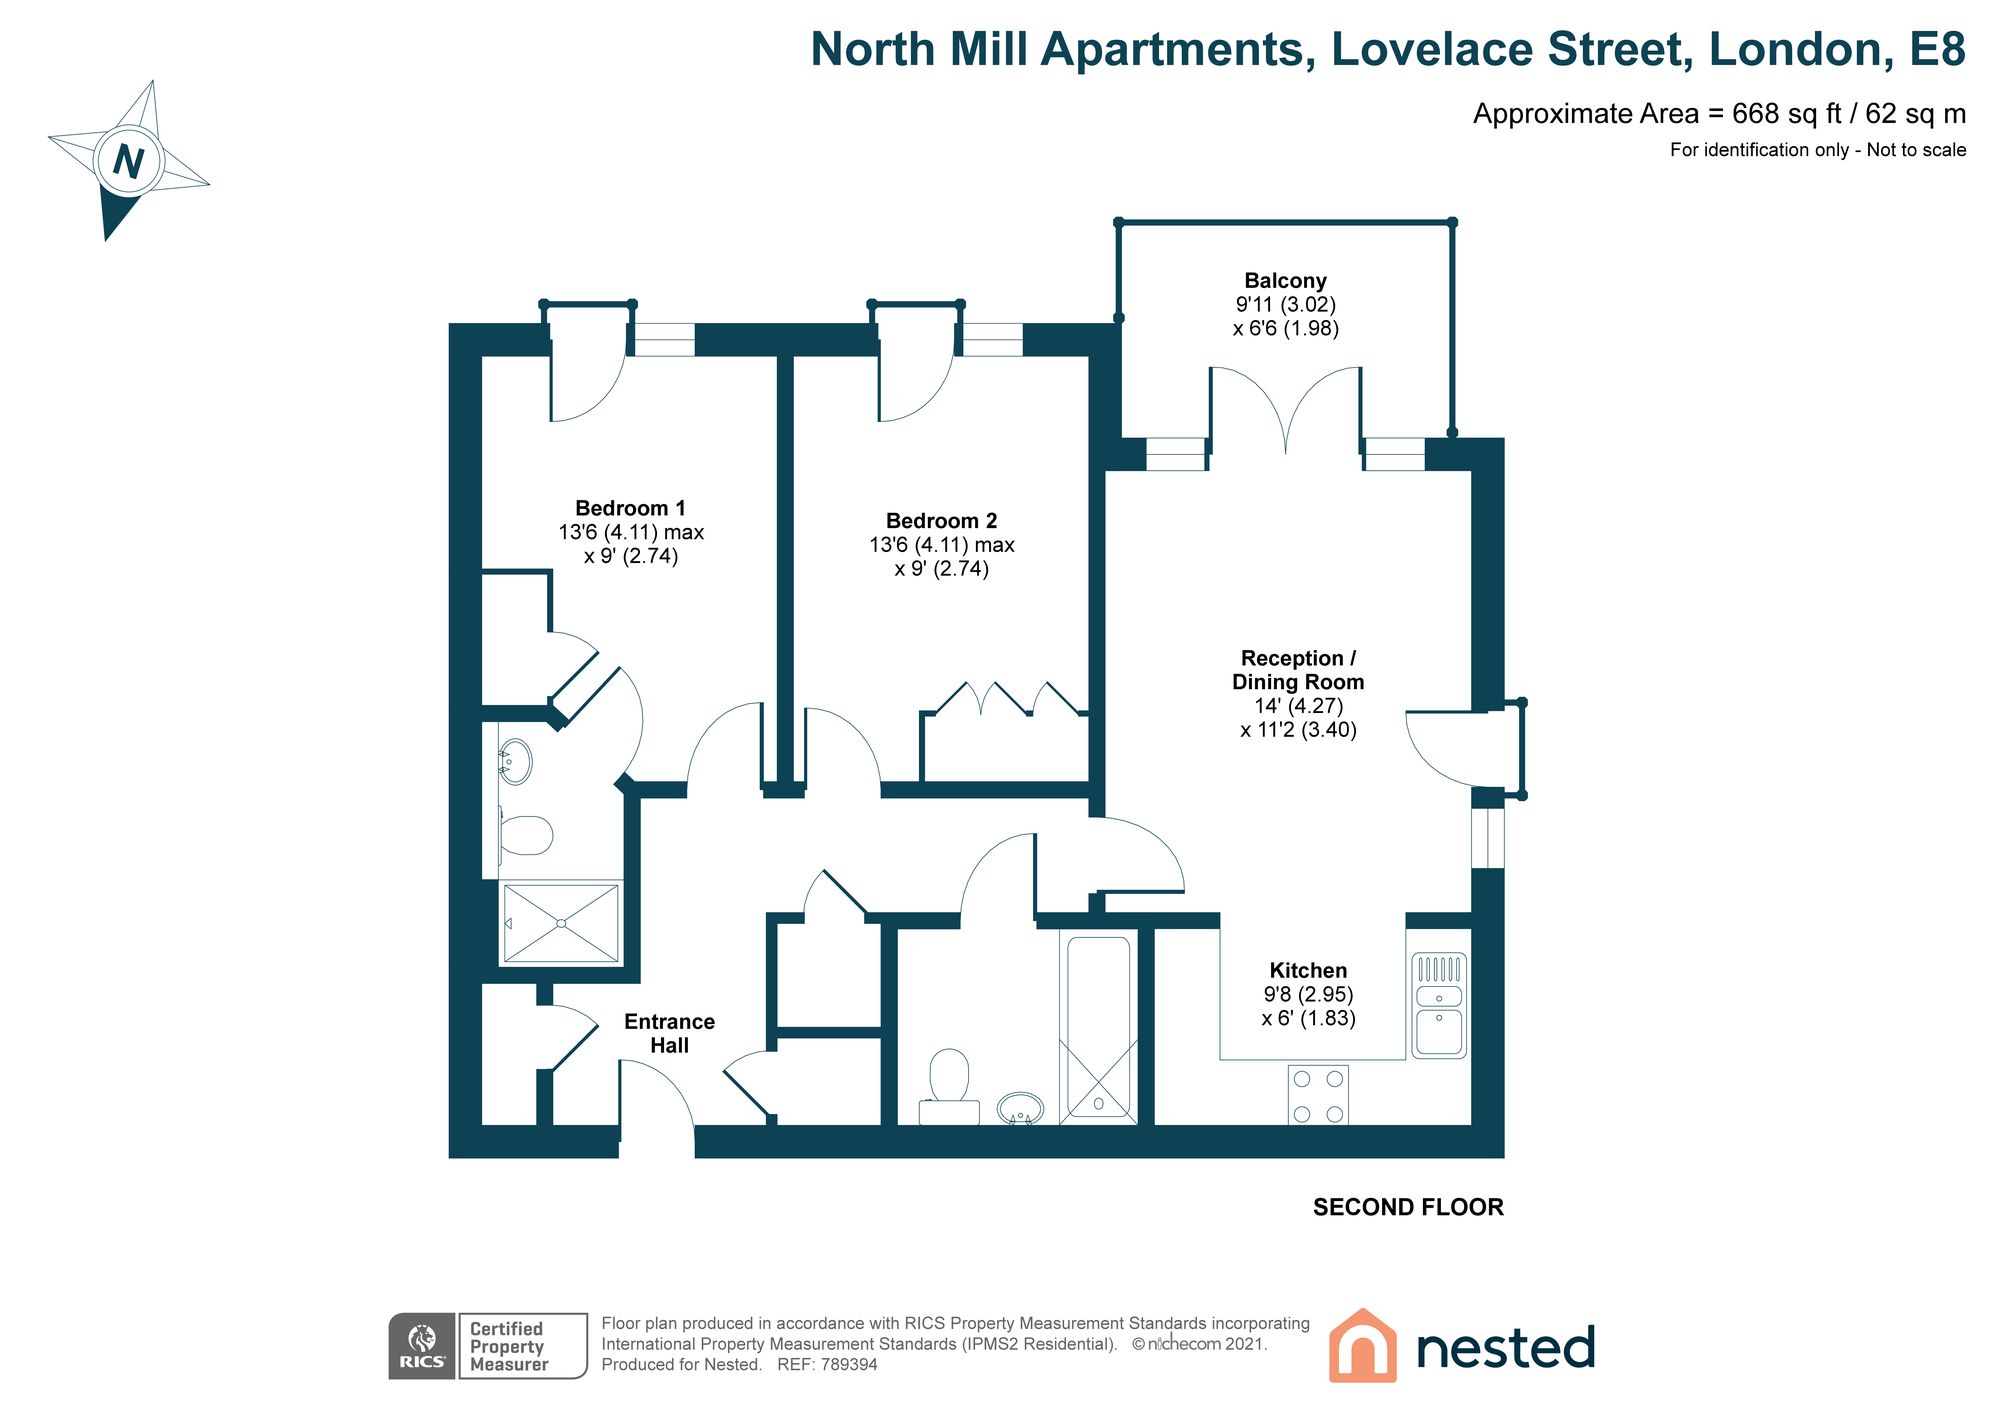 North Mill Apartments, Lovelace Street, London, E8
Approximate Area = 668 sq ft / 62 sq m
For identification only - Not to scale
N
Balcony
9'11 (3.02)
x 6'6 (1.98)
Bedroom 1
13'6 (4.11) max
x 9' (2.74)
Bedroom 2
13'6 (4.11) max
x 9' (2.74)
Reception /
Dining Room
14' (4.27)
x 11'2 (3.40)
Kitchen
9'8 (2.95)
x 6' (1.83)
Entrance
Hall
SECOND FLOOR
RICS
Certified
Property
Measurer
Floor plan produced in accordance with RICS Property Measurement Standards incorporating
International Property Measurement Standards (IPMS2 Residential). © nichecom 2021.
Produced for Nested. REF: 789394
nested